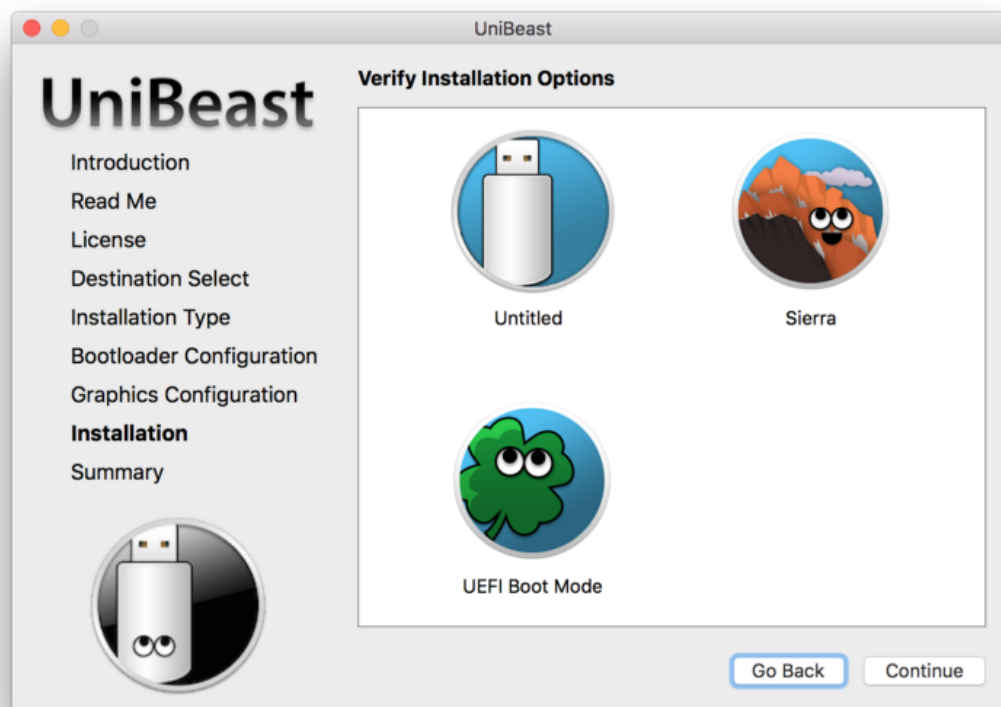 UniBeast
UniBeast
Introduction
Read Me
License
Destination Select
Installation Type
Bootloader Configuration
Graphics Configuration
Installation
Summary
Verify Installation Options
Untitled
Sierra
UEFI Boot Mode
Go Back
Continue